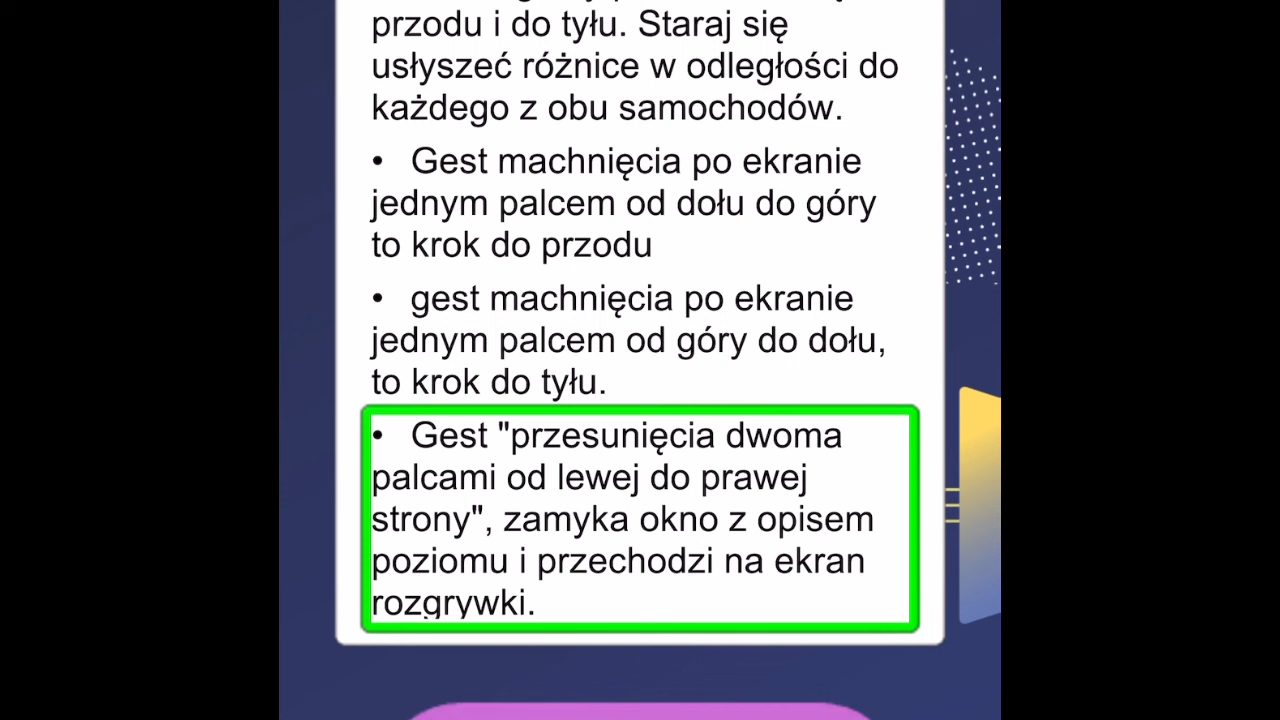 przodu i do tyłu. Staraj się
usłyszeć różnice w odległości do
każdego z obu samochodów.
• Gest machnięcia po ekranie
jednym palcem od dołu do góry
to krok do przodu
• gest machnięcia po ekranie
jednym palcem od góry do dołu,
to krok do tyłu.
• Gest "przesunięcia dwoma
palcami od lewej do prawej
strony", zamyka okno z opisem
poziomu i przechodzi na ekran
rozgrywki.